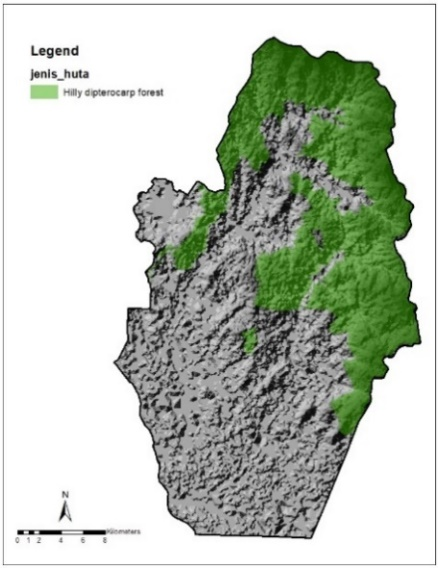 Legend
jenis_huta
Hilly dipterocarp forest
N
Kilometers
0 1 2 4 6 8